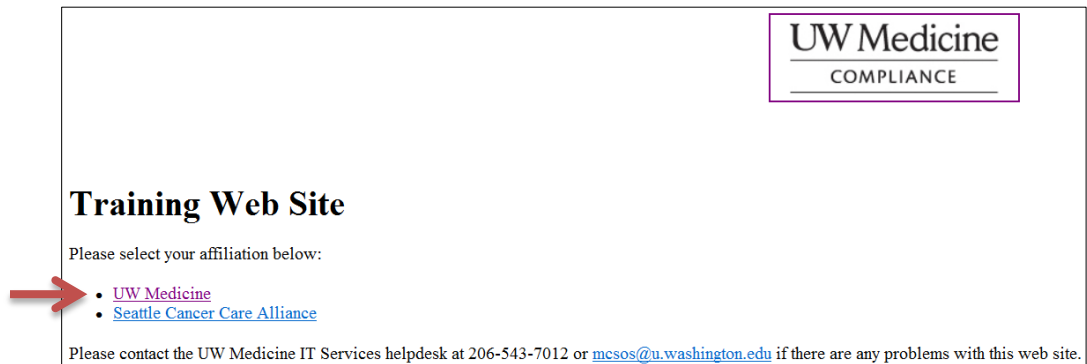 UW Medicine
COMPLIANCE
Training Web Site
Please select your affiliation below:
UW Medicine
Seattle Cancer Care Alliance
Please contact the UW Medicine IT Services helpdesk at 206-543-7012 or mcsos@u.washington.edu if there are any problems with this web site.